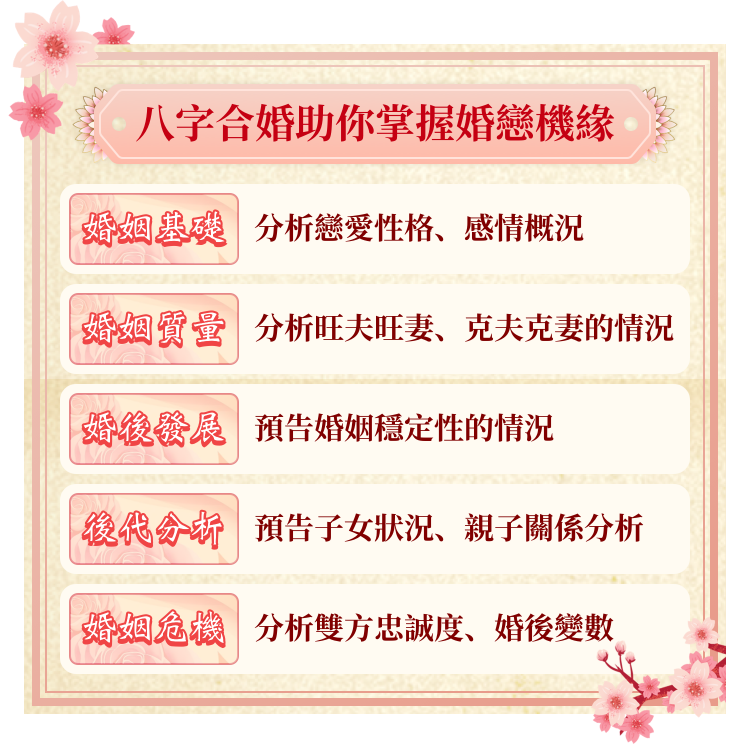 八字合婚助你掌握婚戀機緣
婚姻基礎
分析戀愛性格、感情概況
婚姻質量
分析旺夫旺妻、克夫克妻的情況
婚後發展
預告婚姻穩定性的情況
後代分析
預告子女狀況、親子關係分析
婚姻危機
分析雙方忠誠度、婚後變數